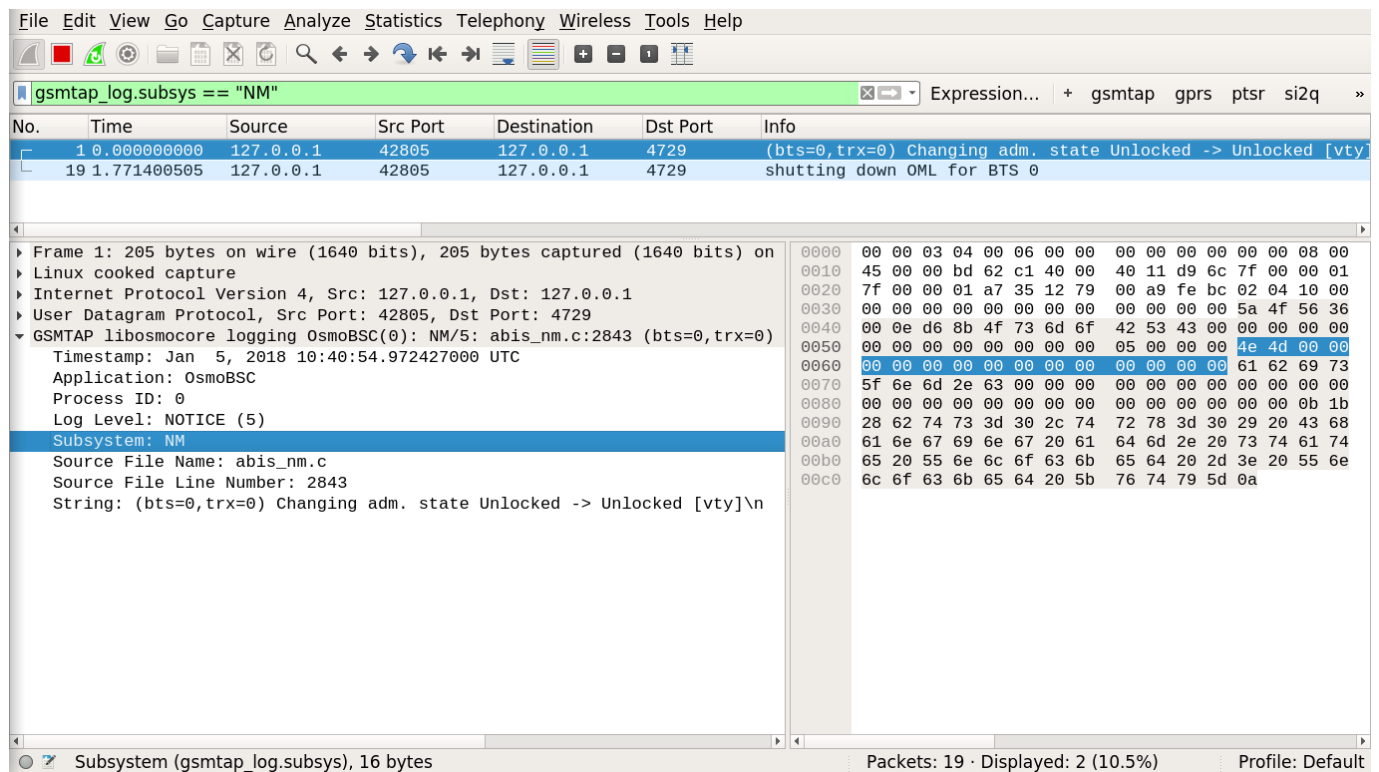 File Edit View Go Capture Analyze Statistics Telephony Wireless Tools Help
gsmtap_log.subsys == "NM" Expression... + gsmtap gprs ptsr si2q »
No. Time Source Src Port Destination Dst Port Info
1 0.000000000 127.0.0.1 42805 127.0.0.1 4729 (bts=0,trx=0) Changing adm. state Unlocked -> Unlocked [vty]
19 1.771400505 127.0.0.1 42805 127.0.0.1 4729 shutting down OML for BTS 0
Frame 1: 205 bytes on wire (1640 bits), 205 bytes captured (1640 bits) on
Linux cooked capture
Internet Protocol Version 4, Src: 127.0.0.1, Dst: 127.0.0.1
User Datagram Protocol, Src Port: 42805, Dst Port: 4729
GSMTAP libosmocore logging OsmoBSC(0): NM/5: abis_nm.c:2843 (bts=0,trx=0)
Timestamp: Jan  5, 2018 10:40:54.972427000 UTC
Application: OsmoBSC
Process ID: 0
Log Level: NOTICE (5)
Subsystem: NM
Source File Name: abis_nm.c
Source File Line Number: 2843
String: (bts=0,trx=0) Changing adm. state Unlocked -> Unlocked [vty]\n
0000 00 00 03 04 00 06 00 00 00 00 00 00 00 00 08 00
0010 45 00 00 bd 62 c1 40 00 40 11 d9 6c 7f 00 00 01
0020 7f 00 00 01 a7 35 12 79 00 a9 fe bc 02 04 10 00
0030 00 00 00 00 00 00 00 00 00 00 00 00 5a 4f 56 36
0040 00 0e d6 8b 4f 73 6d 6f 42 53 43 00 00 00 00 00
0050 00 00 00 00 00 00 00 00 05 00 00 00 4e 4d 00 00
0060 00 00 00 00 00 00 00 00 00 00 00 00 61 62 69 73
0070 5f 6e 6d 2e 63 00 00 00 00 00 00 00 00 00 00 00
0080 00 00 00 00 00 00 00 00 00 00 00 00 00 00 0b 1b
0090 28 62 74 73 3d 30 2c 74 72 78 3d 30 29 20 43 68
00a0 61 6e 67 69 6e 67 20 61 64 6d 2e 20 73 74 61 74
00b0 65 20 55 6e 6c 6f 63 6b 65 64 20 2d 3e 20 55 6e
00c0 6c 6f 63 6b 65 64 20 5b 76 74 79 5d 0a
Subsystem (gsmtap_log.subsys), 16 bytes Packets: 19 · Displayed: 2 (10.5%) Profile: Default